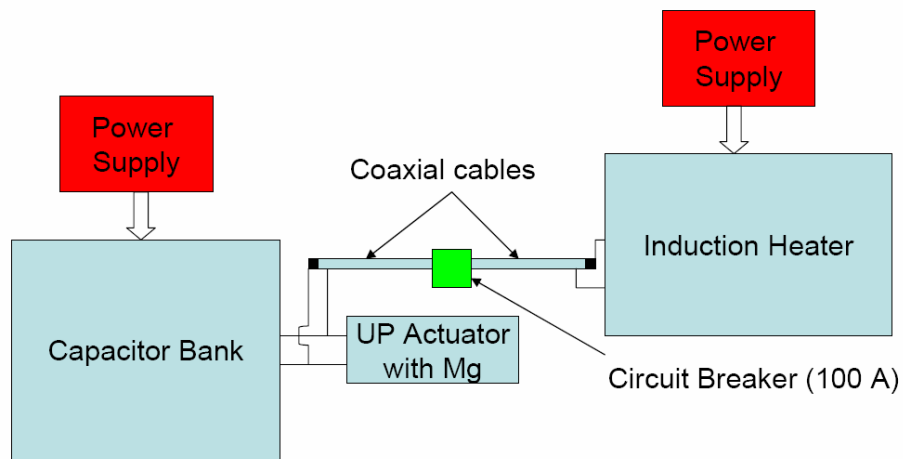 Power
Supply
Power
Supply
Coaxial cables
Induction Heater
Capacitor Bank
UP Actuator
with Mg
Circuit Breaker (100 A)